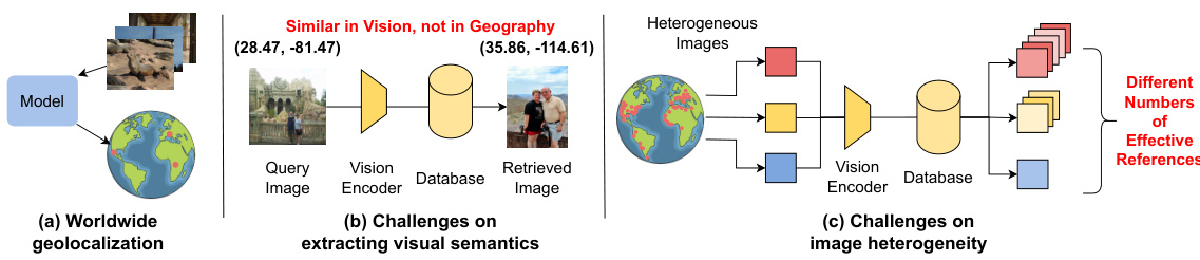 Model
(a) Worldwide
geolocalization
Similar in Vision, not in Geography
(28.47, -81.47)
(35.86, -114.61)
Query
Image
Vision
Encoder
Database
Retrieved
Image
(b) Challenges on
extracting visual semantics
Heterogeneous
Images
Vision
Encoder
Database
Different
Numbers
of
Effective
References
(c) Challenges on
image heterogeneity